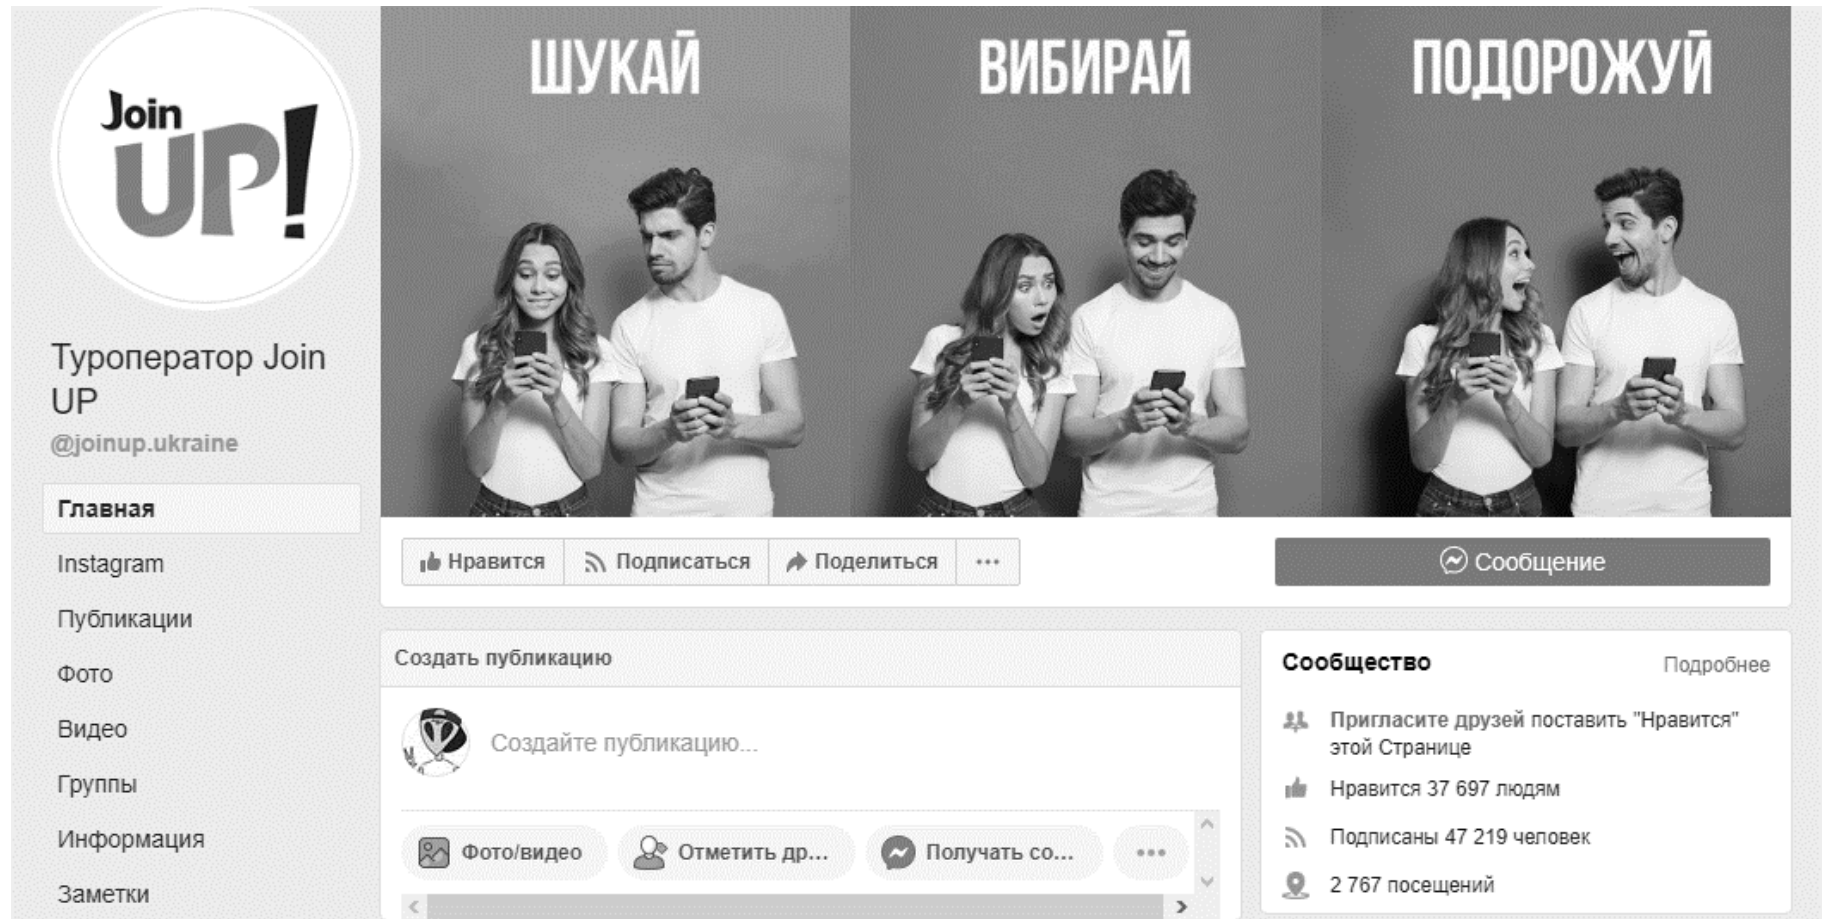 Join
UP!
Туроператор Join
UP
@joinup.ukraine
Главная
Instagram
Публикации
Фото
Видео
Группы
Информация
Заметки
ШУКАЙ
ВИБИРАЙ
ПОДОРОЖУЙ
Нравится
Подписаться
Поделиться
...
Сообщение
Создать публикацию
Создайте публикацию...
Фото/видео
Отметить др...
Получать со...
...
Сообщество
Подробнее
Пригласите друзей поставить "Нравится"
этой Странице
Нравится 37 697 людям
Подписаны 47 219 человек
2 767 посещений